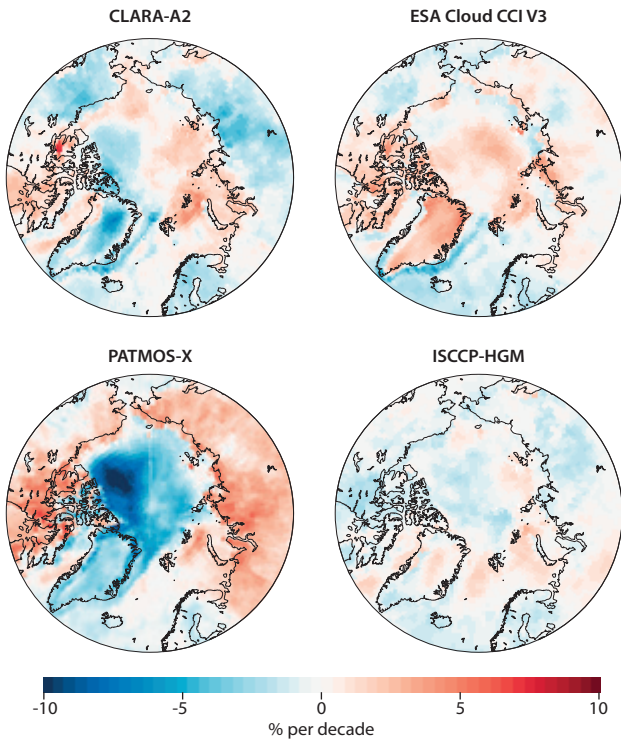 CLARA-A2
ESA Cloud CCI V3
PATMOS-X
ISCCP-HGM
-10
-5
0
5
10
% per decade